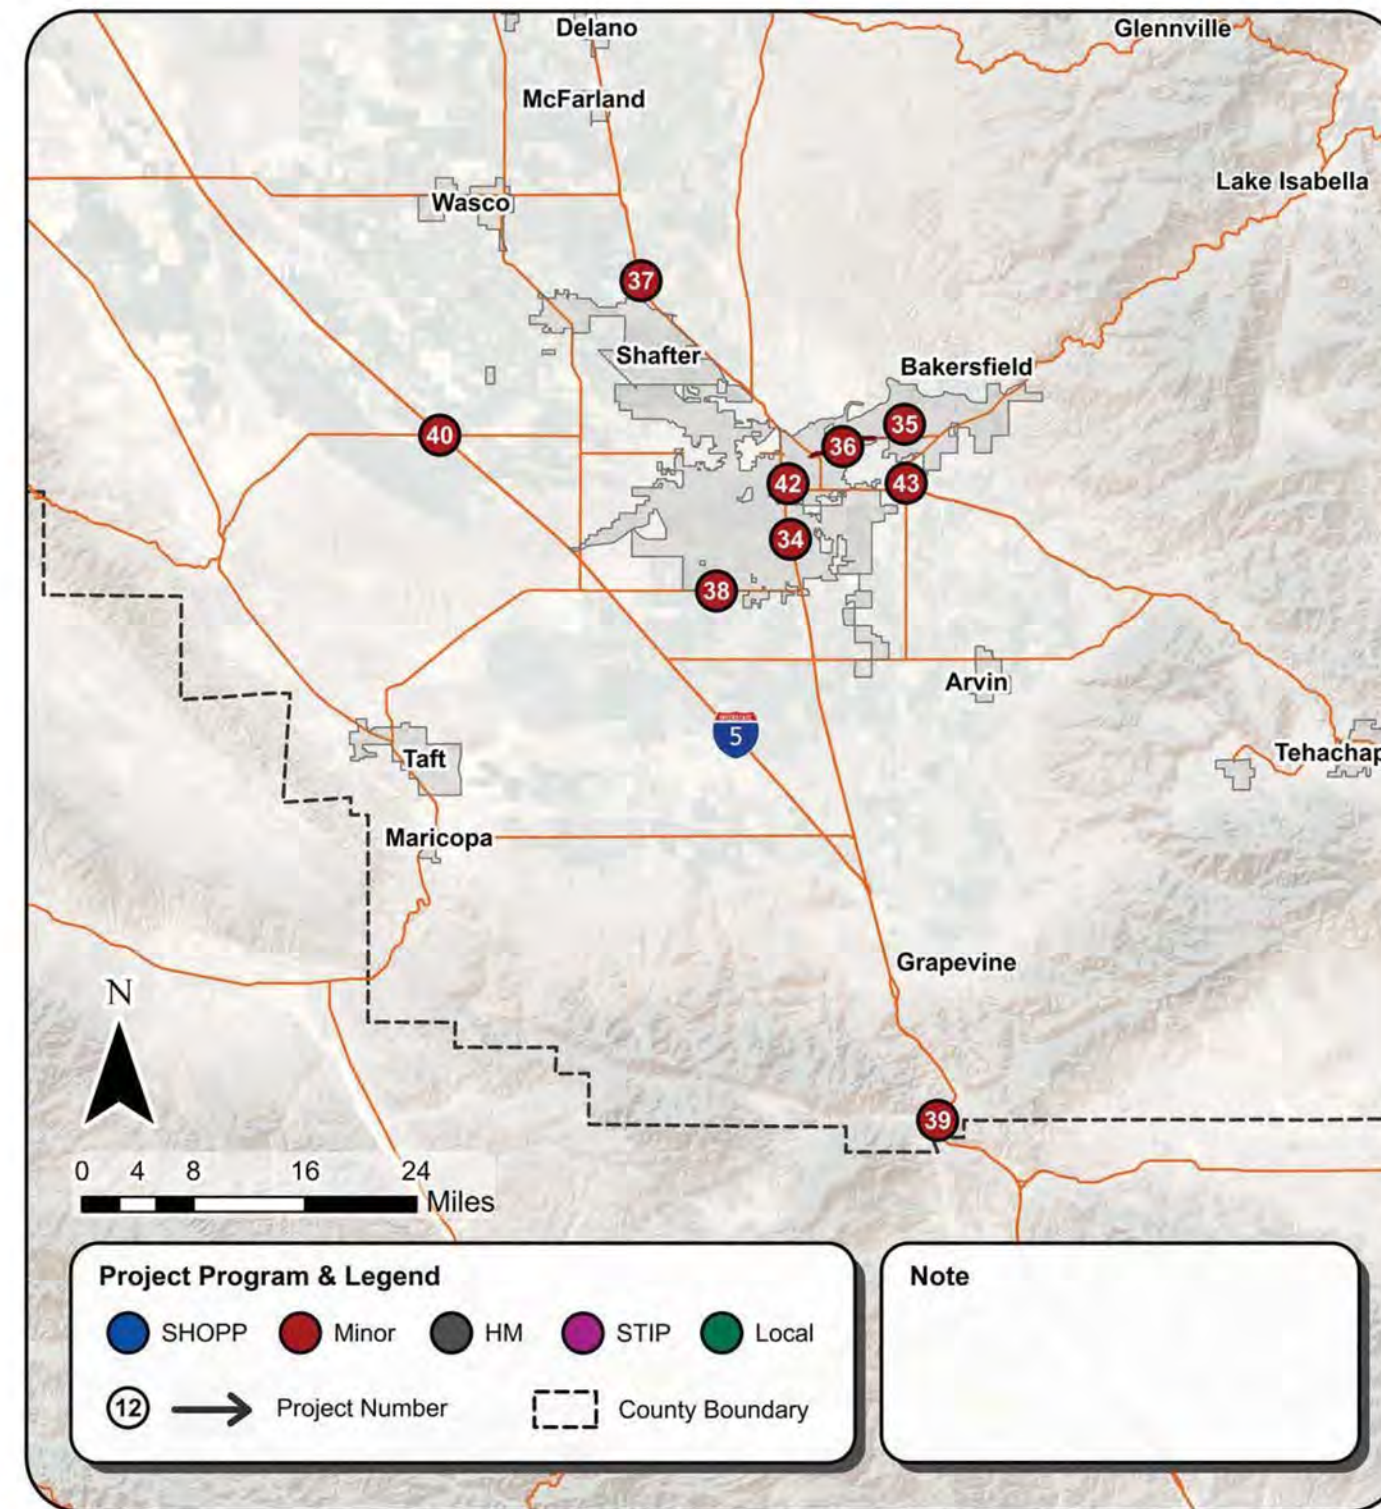 Delano
Glennville
McFarland
Lake Isabella
Wasco
37
Shafter
Bakersfield
40
35
36
42
43
34
38
Arvin
INTERSTATE
5
Taft
Tehachap
Maricopa
Grapevine
N
39
0 4 8 16 24
Miles
Project Program & Legend
SHOPP Minor HM STIP Local
12 Project Number County Boundary
Note